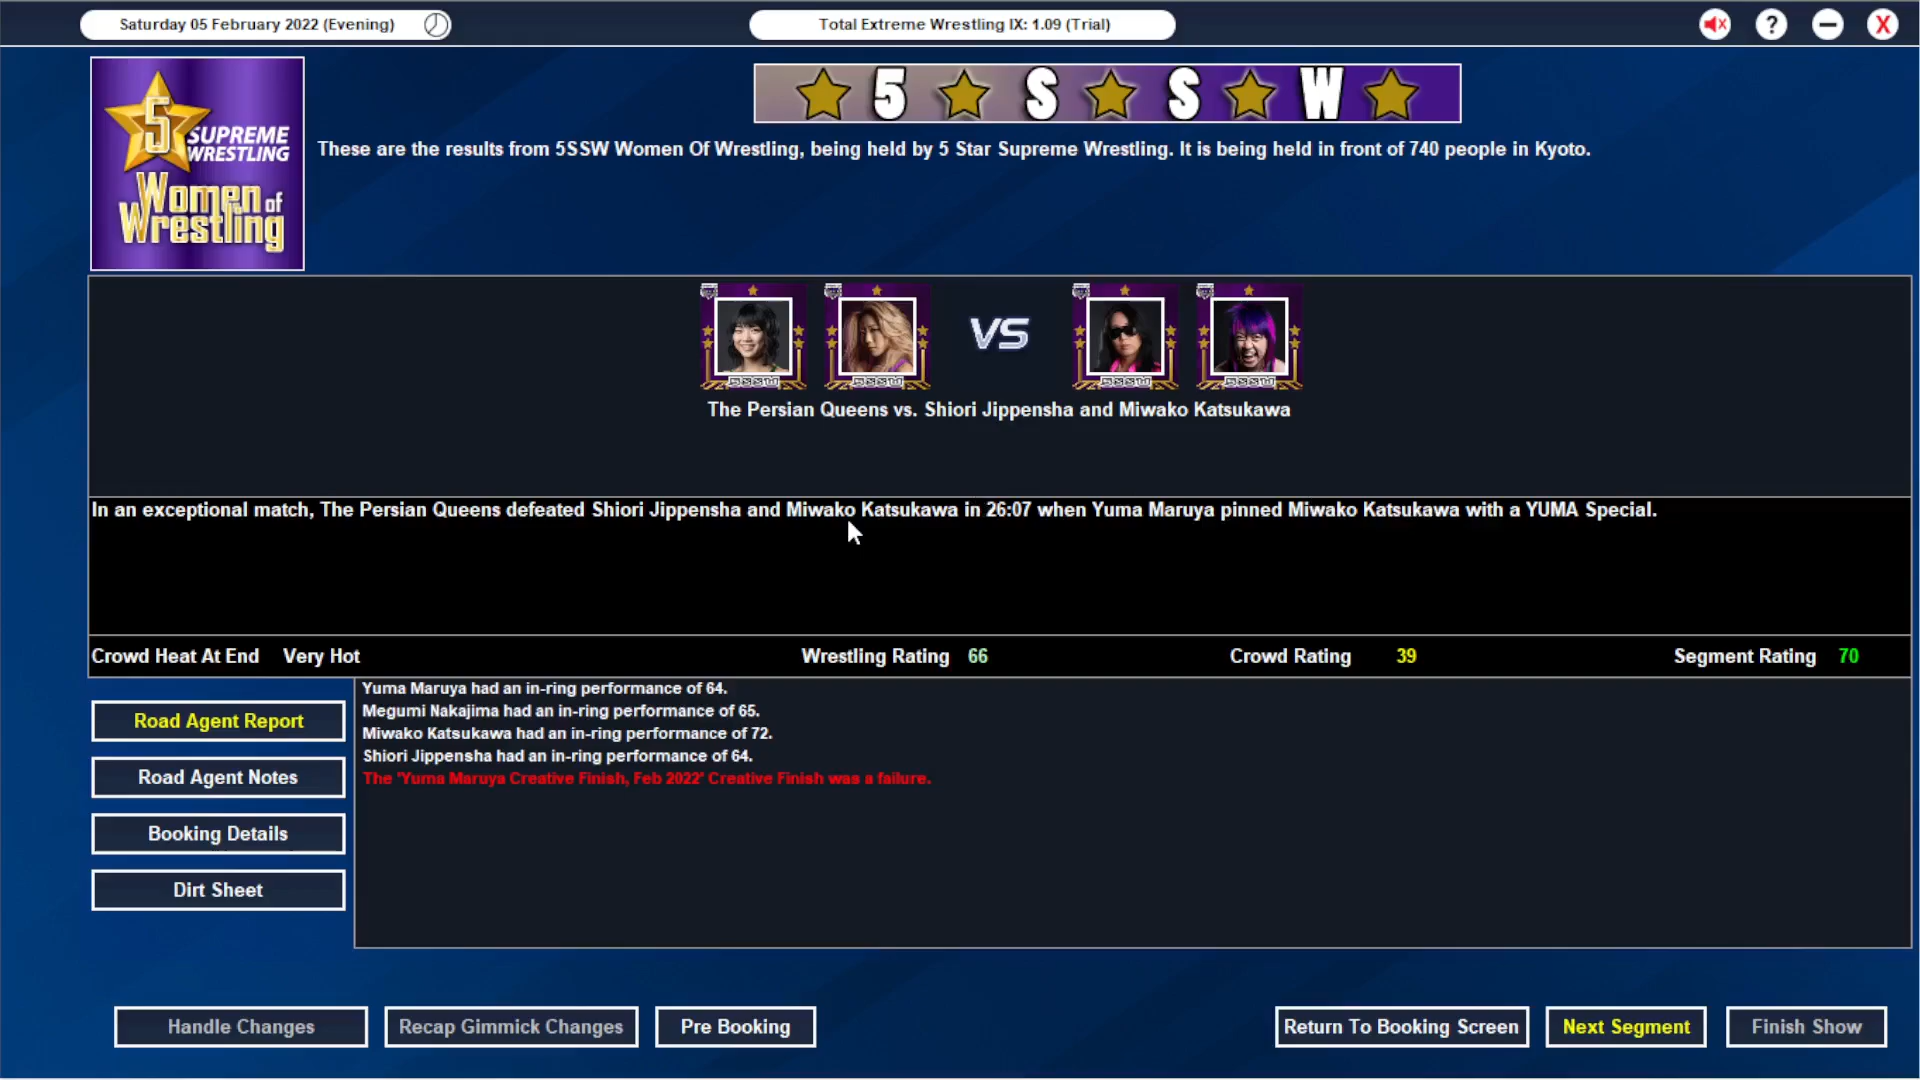 Saturday 05 February 2022 (Evening)
Total Extreme Wrestling IX: 1.09 (Trial)
?
X
5 SUPREME
WRESTLING
Women of
Wrestling
5 S S W
These are the results from 5SSW Women Of Wrestling, being held by 5 Star Supreme Wrestling. It is being held in front of 740 people in Kyoto.
VS
5SSW 5SSW 5SSW 5SSW
The Persian Queens vs. Shiori Jippensha and Miwako Katsukawa
In an exceptional match, The Persian Queens defeated Shiori Jippensha and Miwako Katsukawa in 26:07 when Yuma Maruya pinned Miwako Katsukawa with a YUMA Special.
Crowd Heat At End Very Hot Wrestling Rating 66 Crowd Rating 39 Segment Rating 70
Road Agent Report
Road Agent Notes
Booking Details
Dirt Sheet
Yuma Maruya had an in-ring performance of 64.
Megumi Nakajima had an in-ring performance of 65.
Miwako Katsukawa had an in-ring performance of 72.
Shiori Jippensha had an in-ring performance of 64.
The 'Yuma Maruya Creative Finish, Feb 2022' Creative Finish was a failure.
Handle Changes Recap Gimmick Changes Pre Booking Return To Booking Screen Next Segment Finish Show